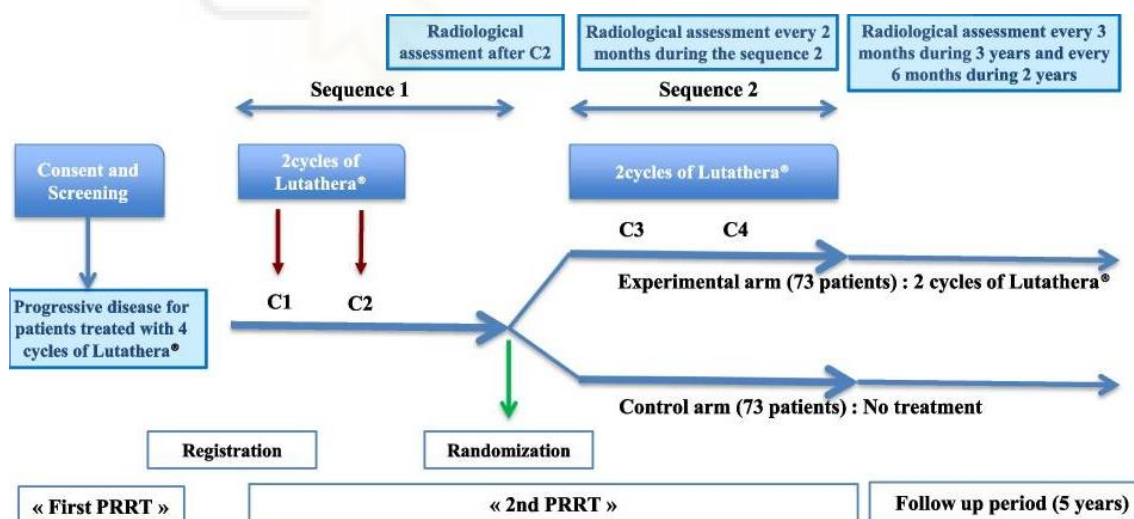 Radiological
assessment after C2
Radiological assessment every 2
months during the sequence 2
Radiological assessment every 3
months during 3 years and every
6 months during 2 years
Sequence 1
Sequence 2
Consent and
Screening
2cycles of
Lutathera®
2cycles of Lutathera®
C1
C2
C3
C4
Experimental arm (73 patients) : 2 cycles of Lutathera®
Progressive disease for
patients treated with 4
cycles of Lutathera®
Control arm (73 patients) : No treatment
Registration
Randomization
« First PRRT »
« 2nd PRRT »
Follow up period (5 years)